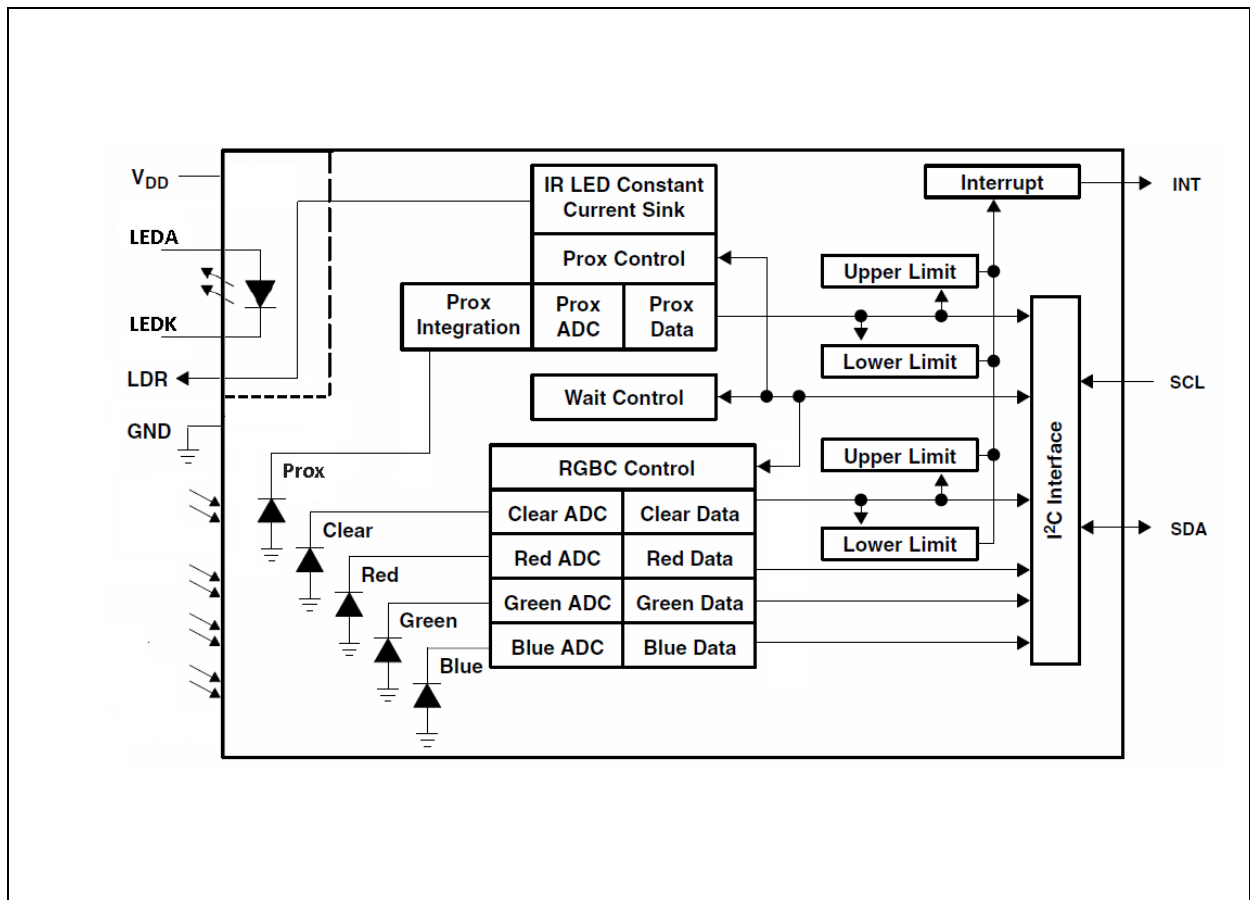 V_DD
LEDA
LEDK
LDR
GND
IR LED Constant
Current Sink
Prox Control
Prox
Integration
Prox
ADC
Prox
Data
Wait Control
Interrupt
INT
Upper Limit
Lower Limit
SCL
RGBC Control
Clear ADC
Clear Data
Red ADC
Red Data
Green ADC
Green Data
Blue ADC
Blue Data
Upper Limit
Lower Limit
I²C Interface
SDA
Prox
Clear
Red
Green
Blue